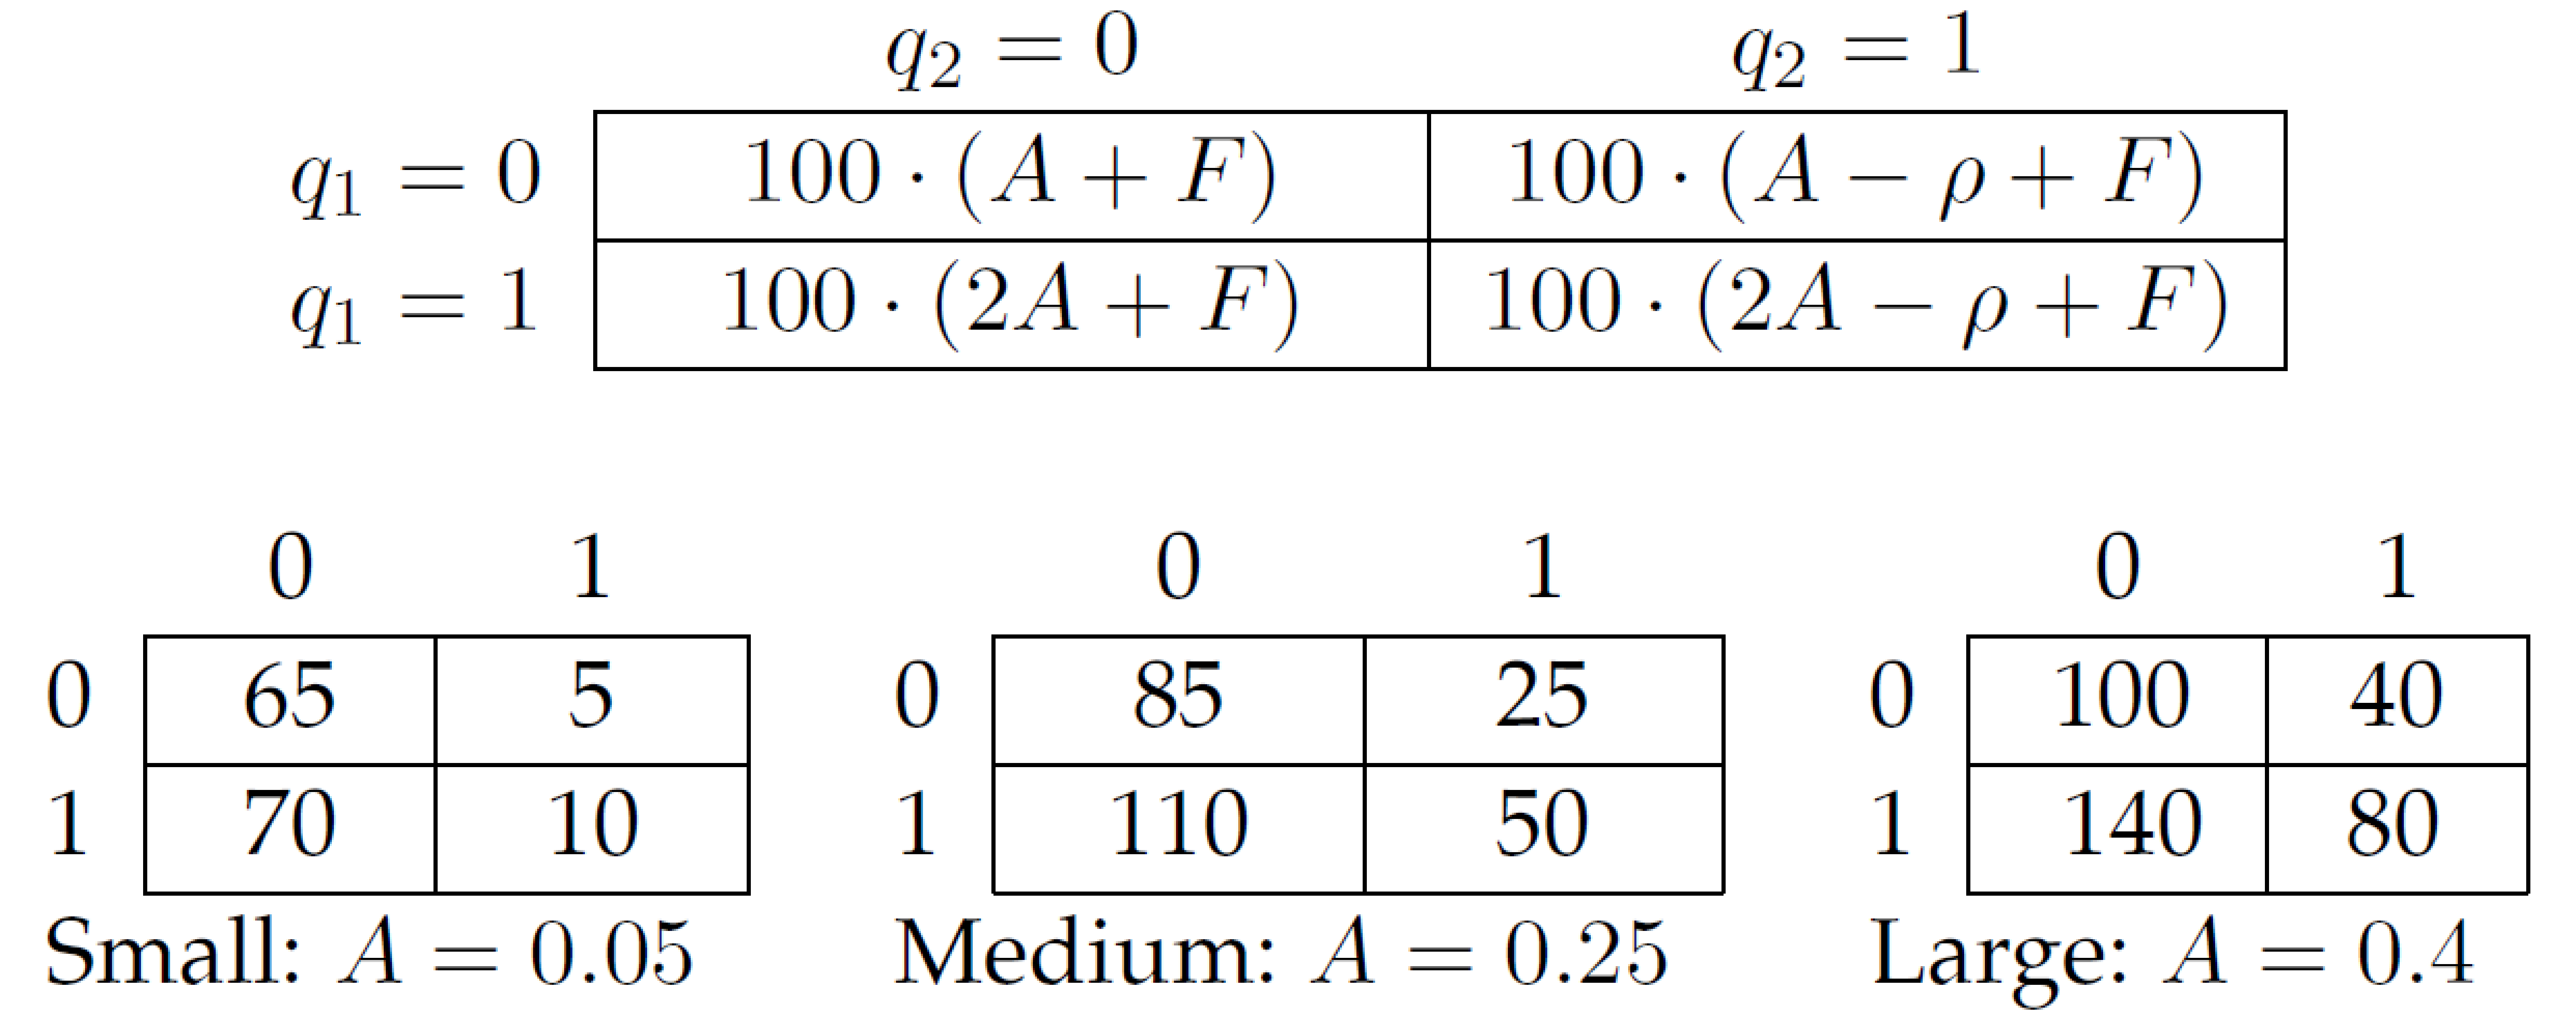 q₂ = 0 q₂ = 1
q₁ = 0 100 · (A + F) 100 · (A − ρ + F)
q₁ = 1 100 · (2A + F) 100 · (2A − ρ + F)
0 1 0 1 0 1
0 65 5 0 85 25 0 100 40
1 70 10 1 110 50 1 140 80
Small: A = 0.05 Medium: A = 0.25 Large: A = 0.4